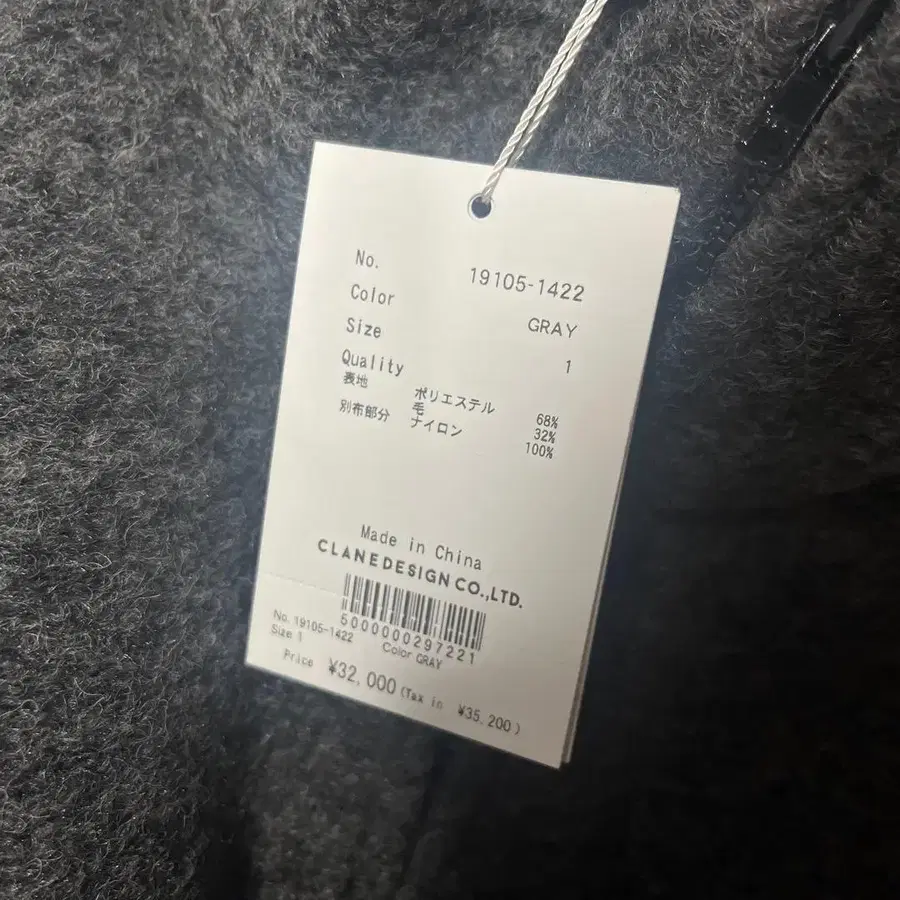 No. 19105-1422
Color GRAY
Size 1
Quality
表地 ポリエステル 68%
毛 32%
別布部分 ナイロン 100%
Made in China
CLANE DESIGN CO.,LTD.
5000000297221
No. 19105-1422
Size 1 Color GRAY
Price ¥32,000 (Tax in ¥35,200)